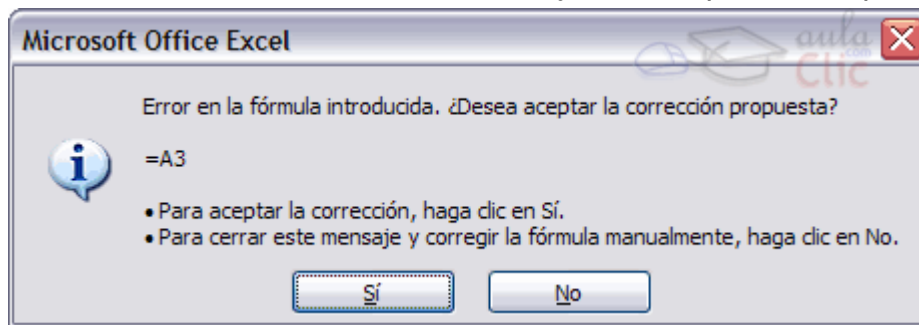 Microsoft Office Excel
aula
.com
Clic
Error en la fórmula introducida. ¿Desea aceptar la corrección propuesta?
=A3
• Para aceptar la corrección, haga clic en Sí.
• Para cerrar este mensaje y corregir la fórmula manualmente, haga clic en No.
Sí
No